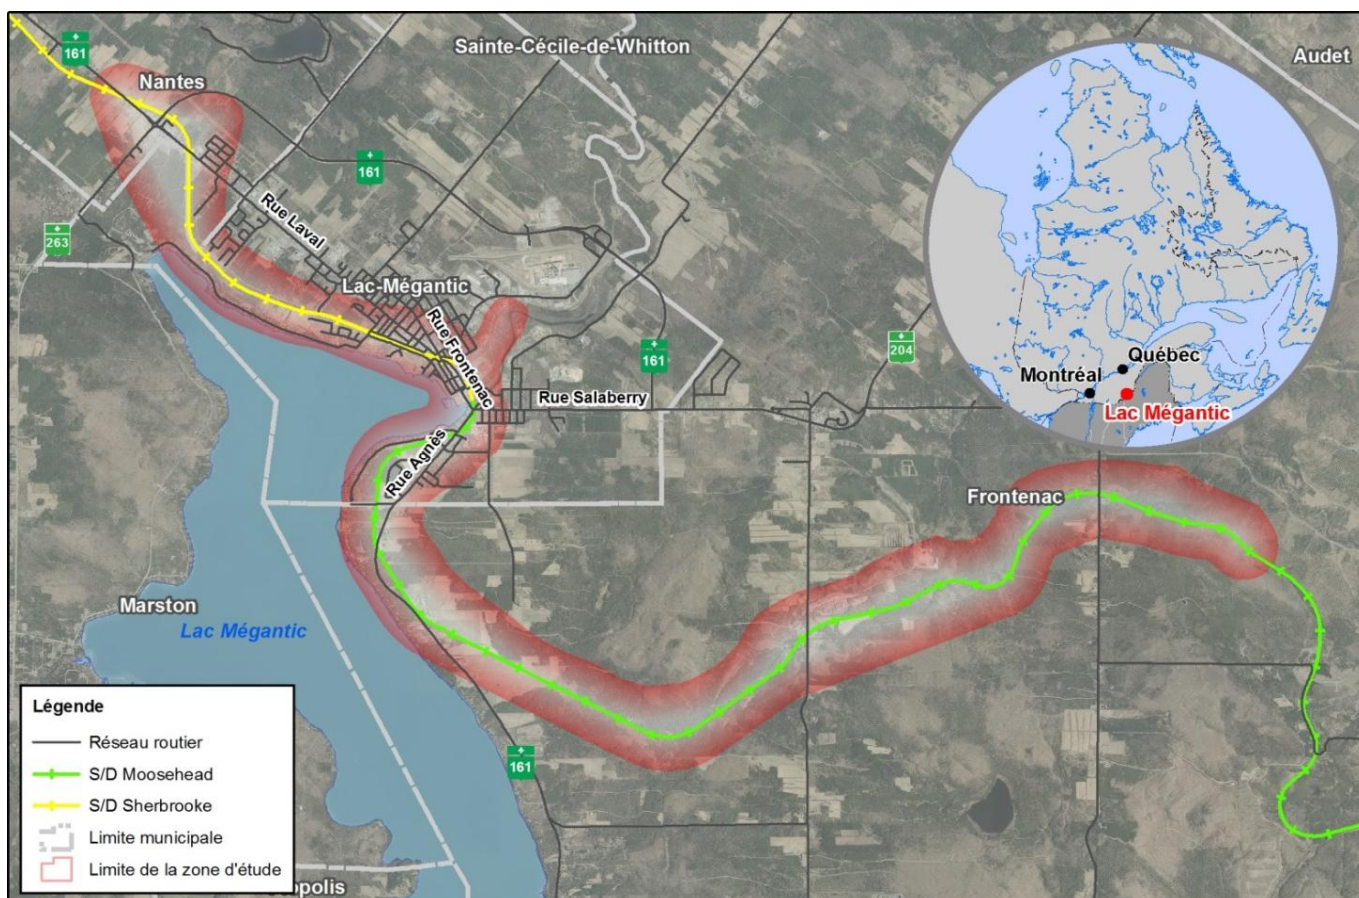 161
Nantes
Sainte-Cécile-de-Whitton
Audet
161
Rue Laval
263
Lac-Mégantic
Rue Frontenac
161
204
Rue Salaberry
Rue Agnès
Québec
Montréal
Lac Mégantic
Frontenac
Marston
Lac Mégantic
161
Légende
Réseau routier
S/D Moosehead
S/D Sherbrooke
Limite municipale
Limite de la zone d'étude